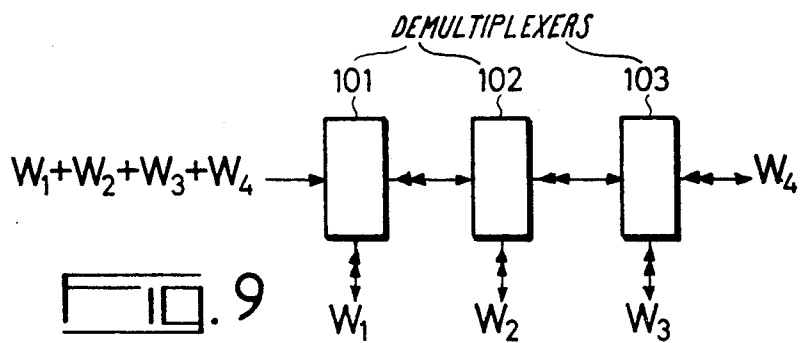 DEMULTIPLEXERS
101 102 103
W₁+W₂+W₃+W₄ W₄
W₁ W₂ W₃
Fig. 9